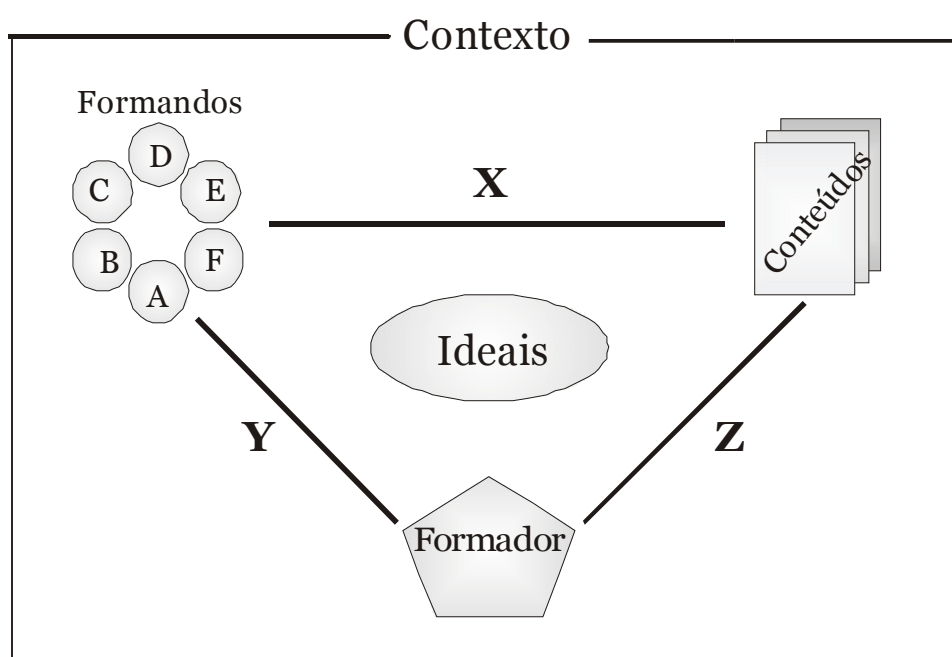 Contexto
Formandos
D
C
E
X
Conteúdos
B
F
A
Ideais
Y
Z
Formador